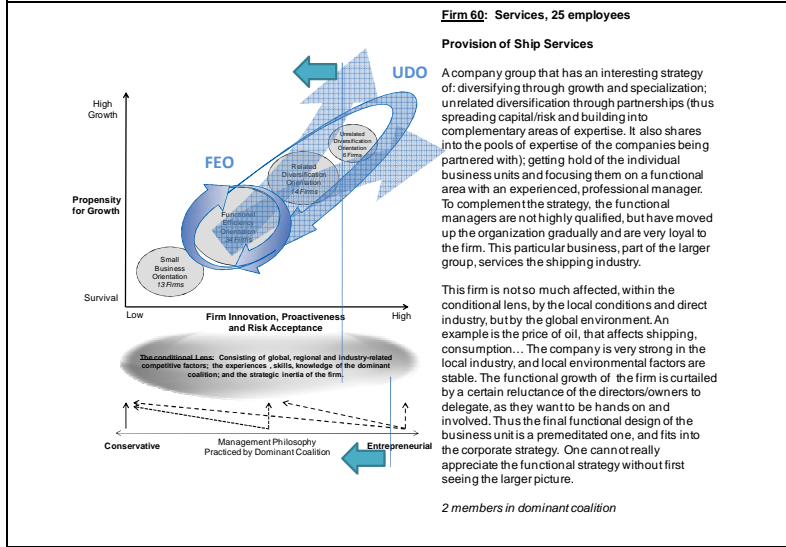 Firm 60: Services, 25 employees
Provision of Ship Services
A company group that has an interesting strategy
of: diversifying through growth and specialization;
unrelated diversification through partnerships (thus
spreading capital/risk and building into
complementary areas of expertise. It also shares
into the pools of expertise of the companies being
partnered with); getting hold of the individual
business units and focusing them on a functional
area with an experienced, professional manager.
To complement the strategy, the functional
managers are not highly qualified, but have moved
up the organization gradually and are very loyal to
the firm. This particular business, part of the larger
group, services the shipping industry.
This firm is not so much affected, within the
conditional lens, by the local conditions and direct
industry, but by the global environment. An
example is the price of oil, that affects shipping,
consumption... The company is very strong in the
local industry, and local environmental factors are
stable. The functional growth of the firm is curtailed
by a certain reluctance of the directors/owners to
delegate, as they want to be hands on and
involved. Thus the final functional design of the
business unit is a premeditated one, and fits into
the corporate strategy. One cannot really
appreciate the functional strategy without first
seeing the larger picture.
2 members in dominant coalition
UDO
High
Growth
Unrelated
Diversification
Orientation
6 Firms
FEO
Related
Diversification
Orientation
14 Firms
Propensity
for Growth
Functional
Efficiency
Orientation
34 Firms
Small
Business
Orientation
13 Firms
Survival
Low
Firm Innovation, Proactiveness
and Risk Acceptance
High
The conditional Lens: Consisting of global, regional and industry-related
competitive factors; the experiences , skills, knowledge of the dominant
coalition; and the strategic inertia of the firm.
Conservative
Management Philosophy
Practiced by Dominant Coalition
Entrepreneurial